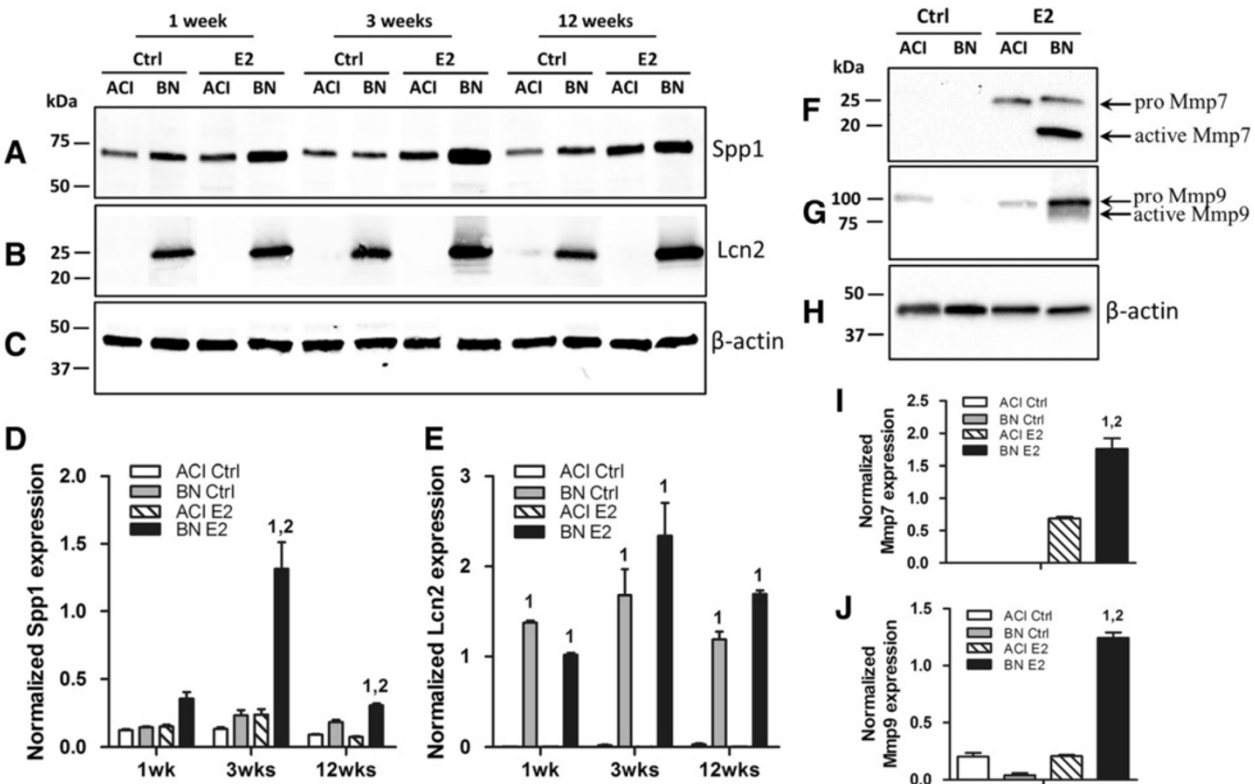 1 week 3 weeks 12 weeks
Ctrl E2 Ctrl E2 Ctrl E2
ACI BN ACI BN ACI BN ACI BN ACI BN ACI BN
kDa
A
75
50
Spp1
B
25
20
Lcn2
C
50
37
β-actin
Ctrl E2
ACI BN ACI BN
kDa
F
25
20
pro Mmp7
active Mmp7
G
100
75
pro Mmp9
active Mmp9
H
50
37
β-actin
D
Normalized Spp1 expression
2.0
1.5
1.0
0.5
0.0
ACI Ctrl
BN Ctrl
ACI E2
BN E2
1,2
1,2
1wk 3wks 12wks
E
Normalized Lcn2 expression
3
2
1
0
ACI Ctrl
BN Ctrl
ACI E2
BN E2
1
1
1
1
1
1
1wk 3wks 12wks
I
Normalized
Mmp7 expression
2.5
2.0
1.5
1.0
0.5
0.0
ACI Ctrl
BN Ctrl
ACI E2
BN E2
1,2
J
Normalized
Mmp9 expression
1.5
1.0
0.5
0.0
ACI Ctrl
BN Ctrl
ACI E2
BN E2
1,2